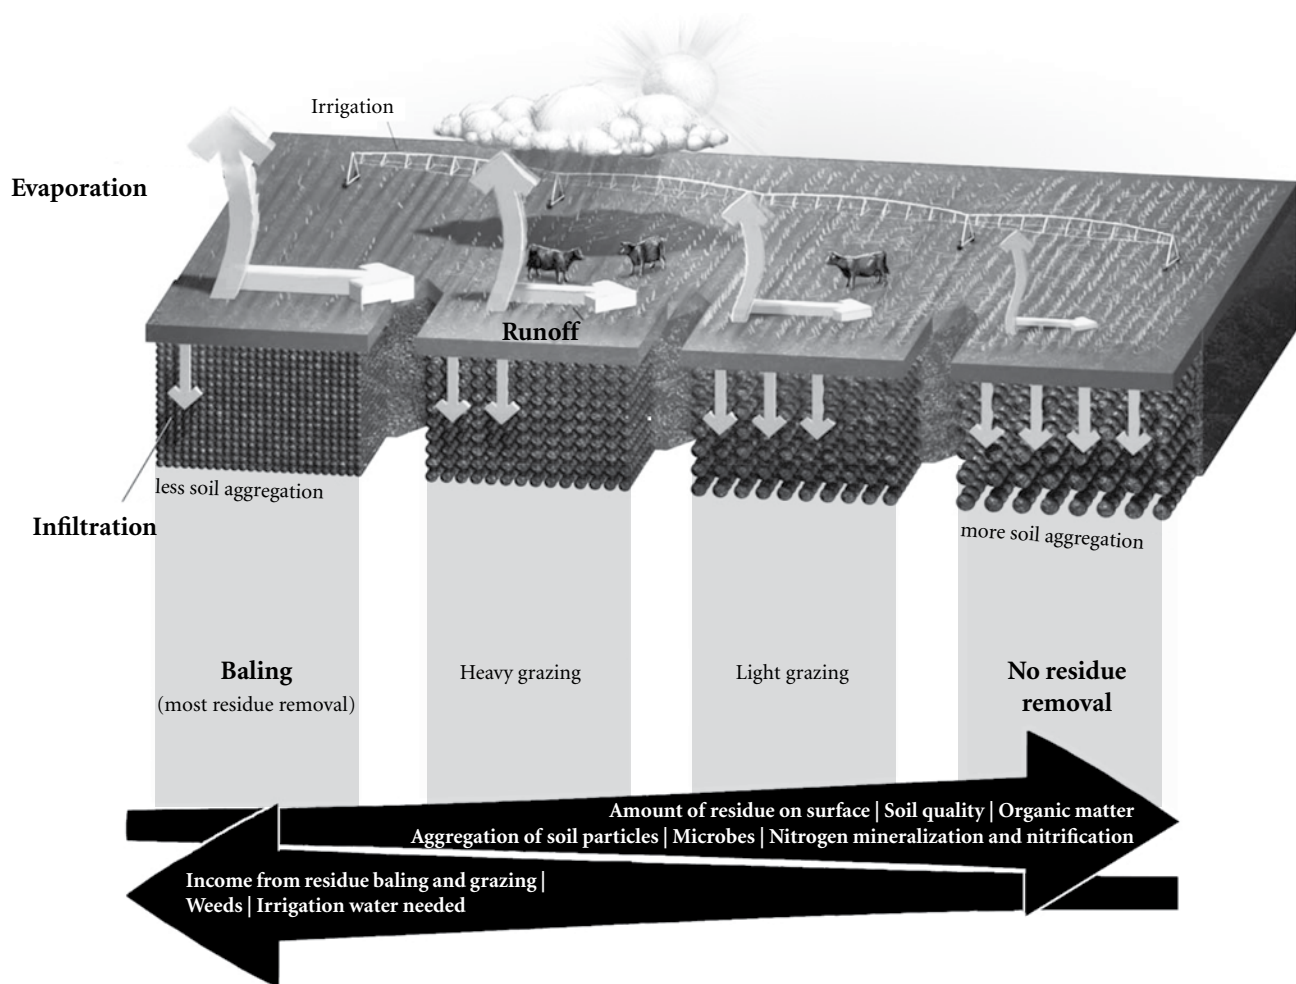 Irrigation
Evaporation
Runoff
less soil aggregation
Infiltration
more soil aggregation
Baling
(most residue removal)
Heavy grazing
Light grazing
No residue
removal
Amount of residue on surface | Soil quality | Organic matter
Aggregation of soil particles | Microbes | Nitrogen mineralization and nitrification
Income from residue baling and grazing |
Weeds | Irrigation water needed